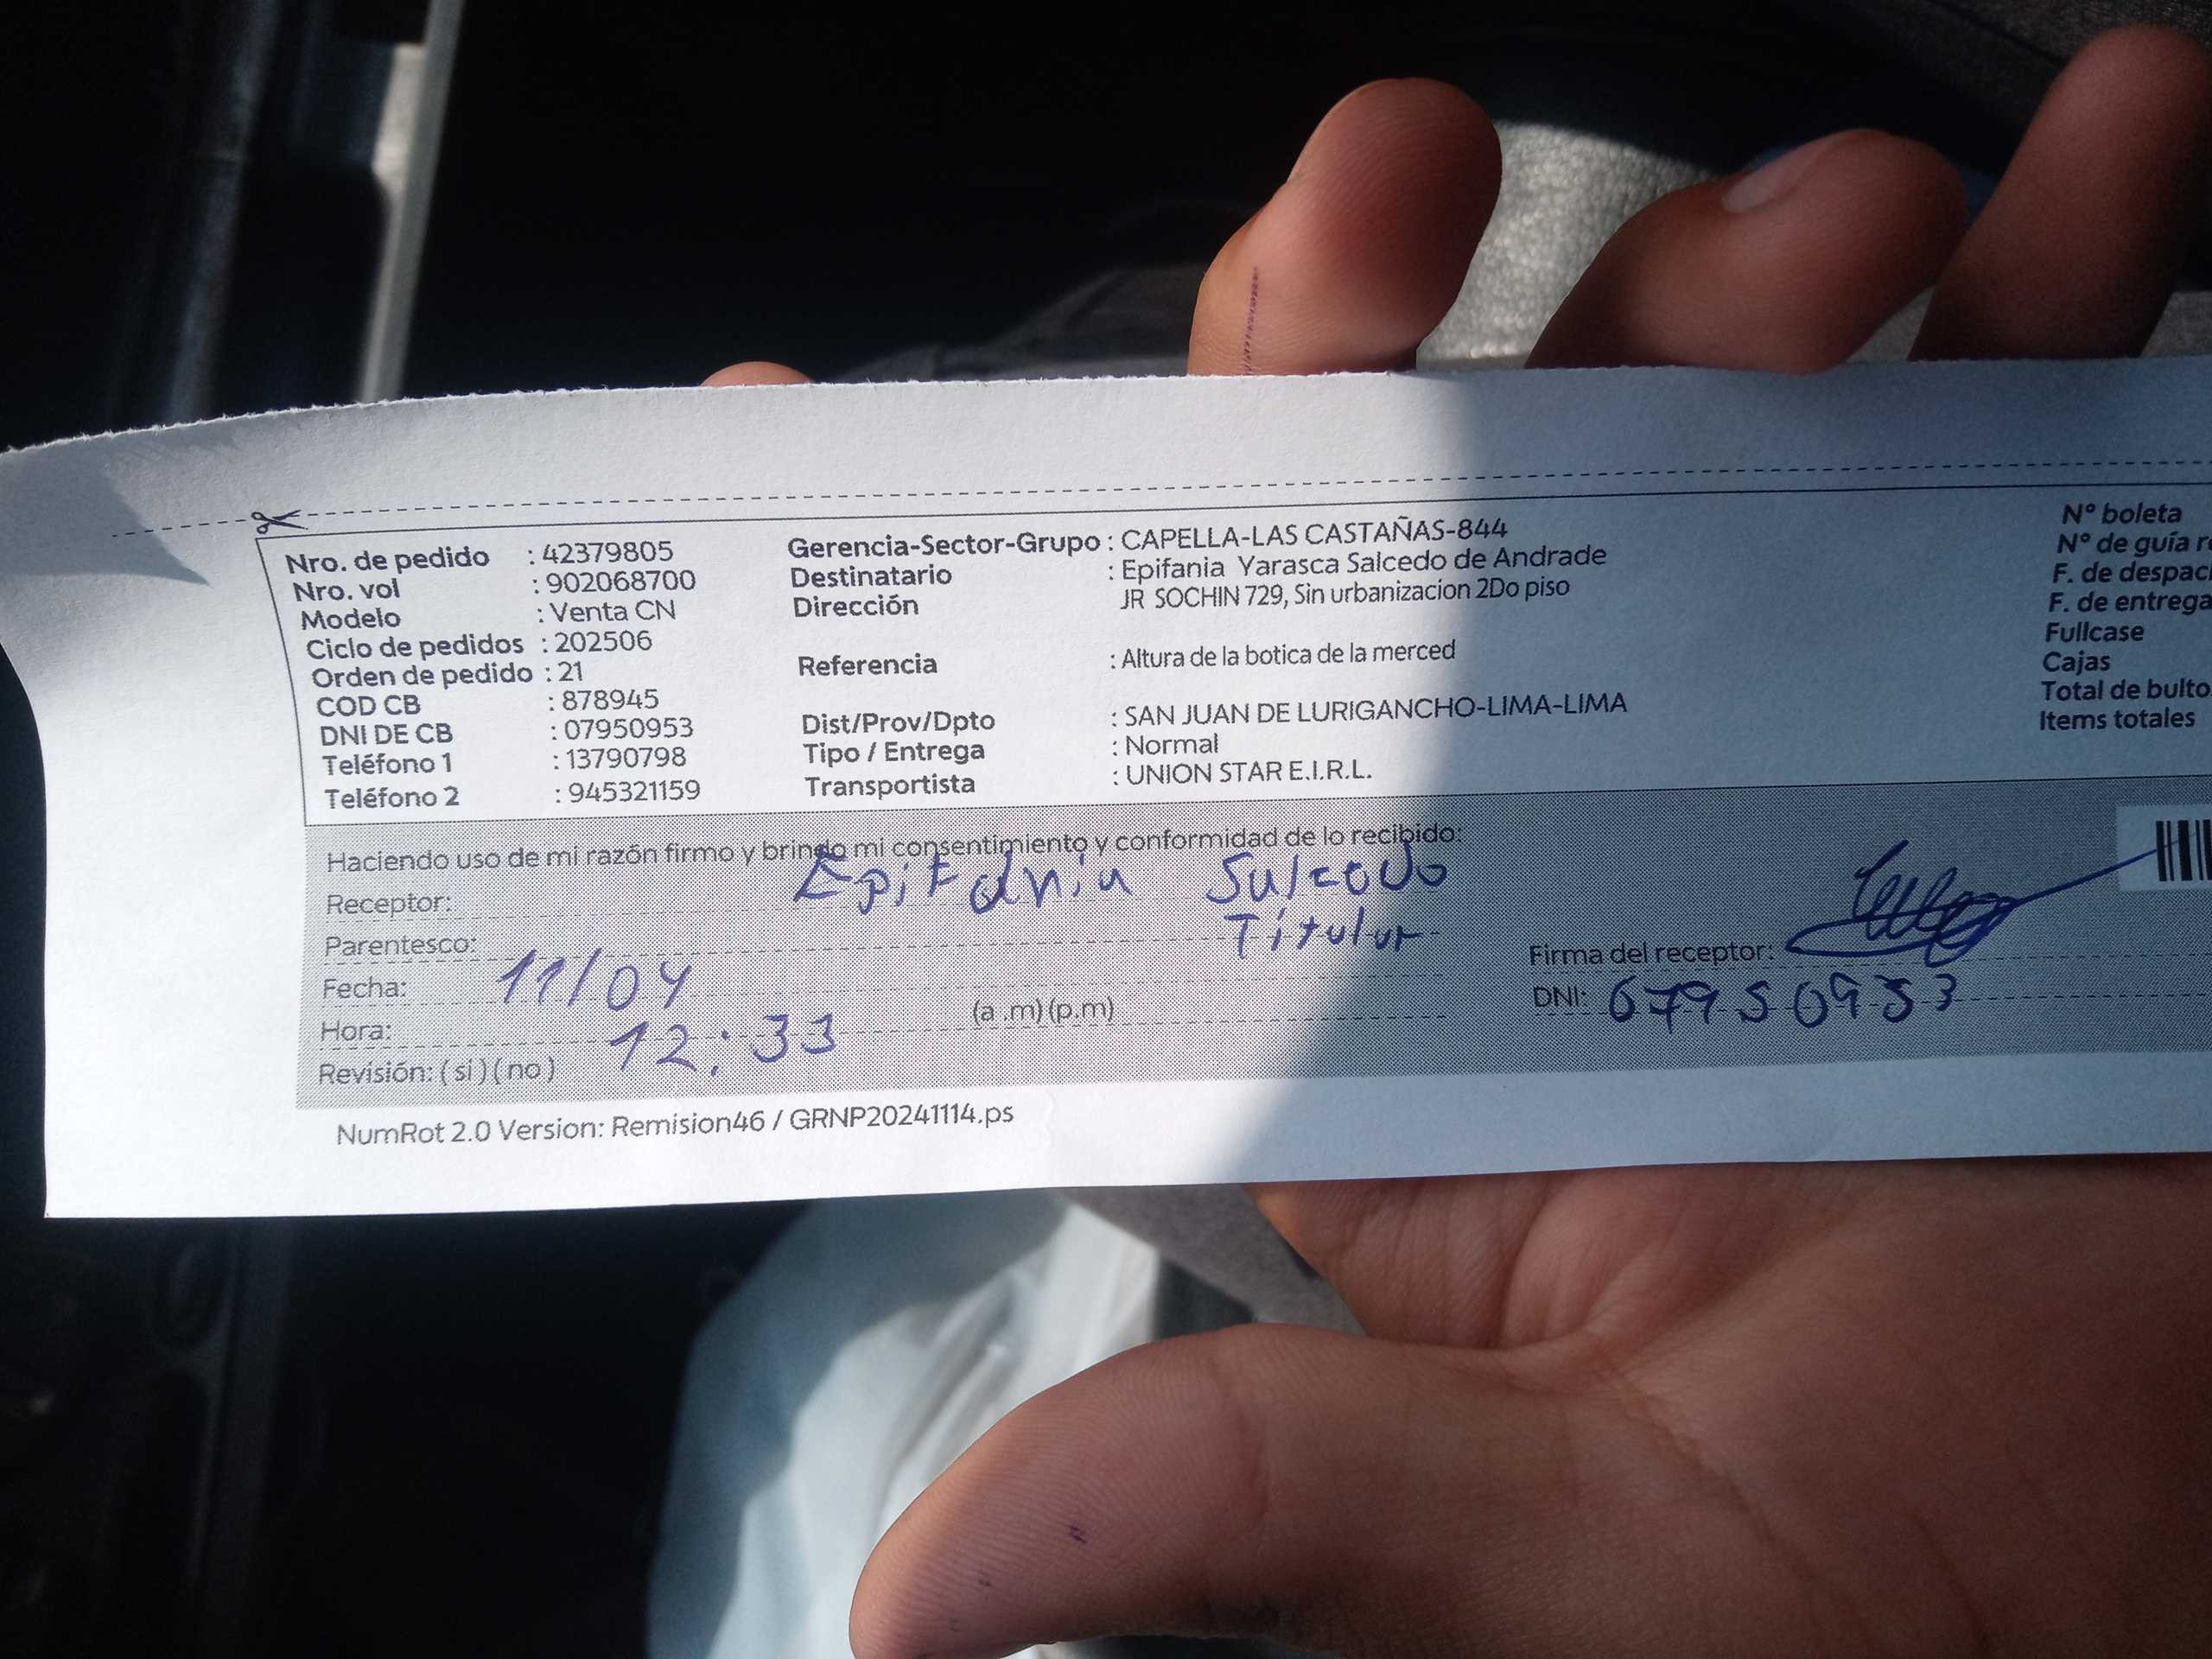 Nro. de pedido : 42379805
Nro. vol : 902068700
Modelo : Venta CN
Ciclo de pedidos : 202506
Orden de pedido : 21
COD CB : 878945
DNI DE CB : 07950953
Teléfono 1 : 13790798
Teléfono 2 : 945321159
Gerencia-Sector-Grupo : CAPELLA-LAS CASTAÑAS-844
Destinatario : Epifania Yarasca Salcedo de Andrade
Dirección JR SOCHIN 729, Sin urbanizacion 2Do piso
Referencia : Altura de la botica de la merced
Dist/Prov/Dpto : SAN JUAN DE LURIGANCHO-LIMA-LIMA
Tipo / Entrega : Normal
Transportista : UNION STAR E.I.R.L.
N° boleta
N° de guía
F. de
F. de entrega
Fullcase
Cajas
Total de
Items totales
Haciendo uso de mi razón firmo y brindo mi consentimiento y conformidad de lo recibido:
Receptor: Epifania Salcedo
Parentesco: Titular
Fecha: 11/04
Hora: 12:33 (a .m) (p.m)
Revisión: ( si ) ( no )
Firma del receptor:
DNI: 07950953
NumRot 2.0 Version: Remision46 / GRNP20241114.ps